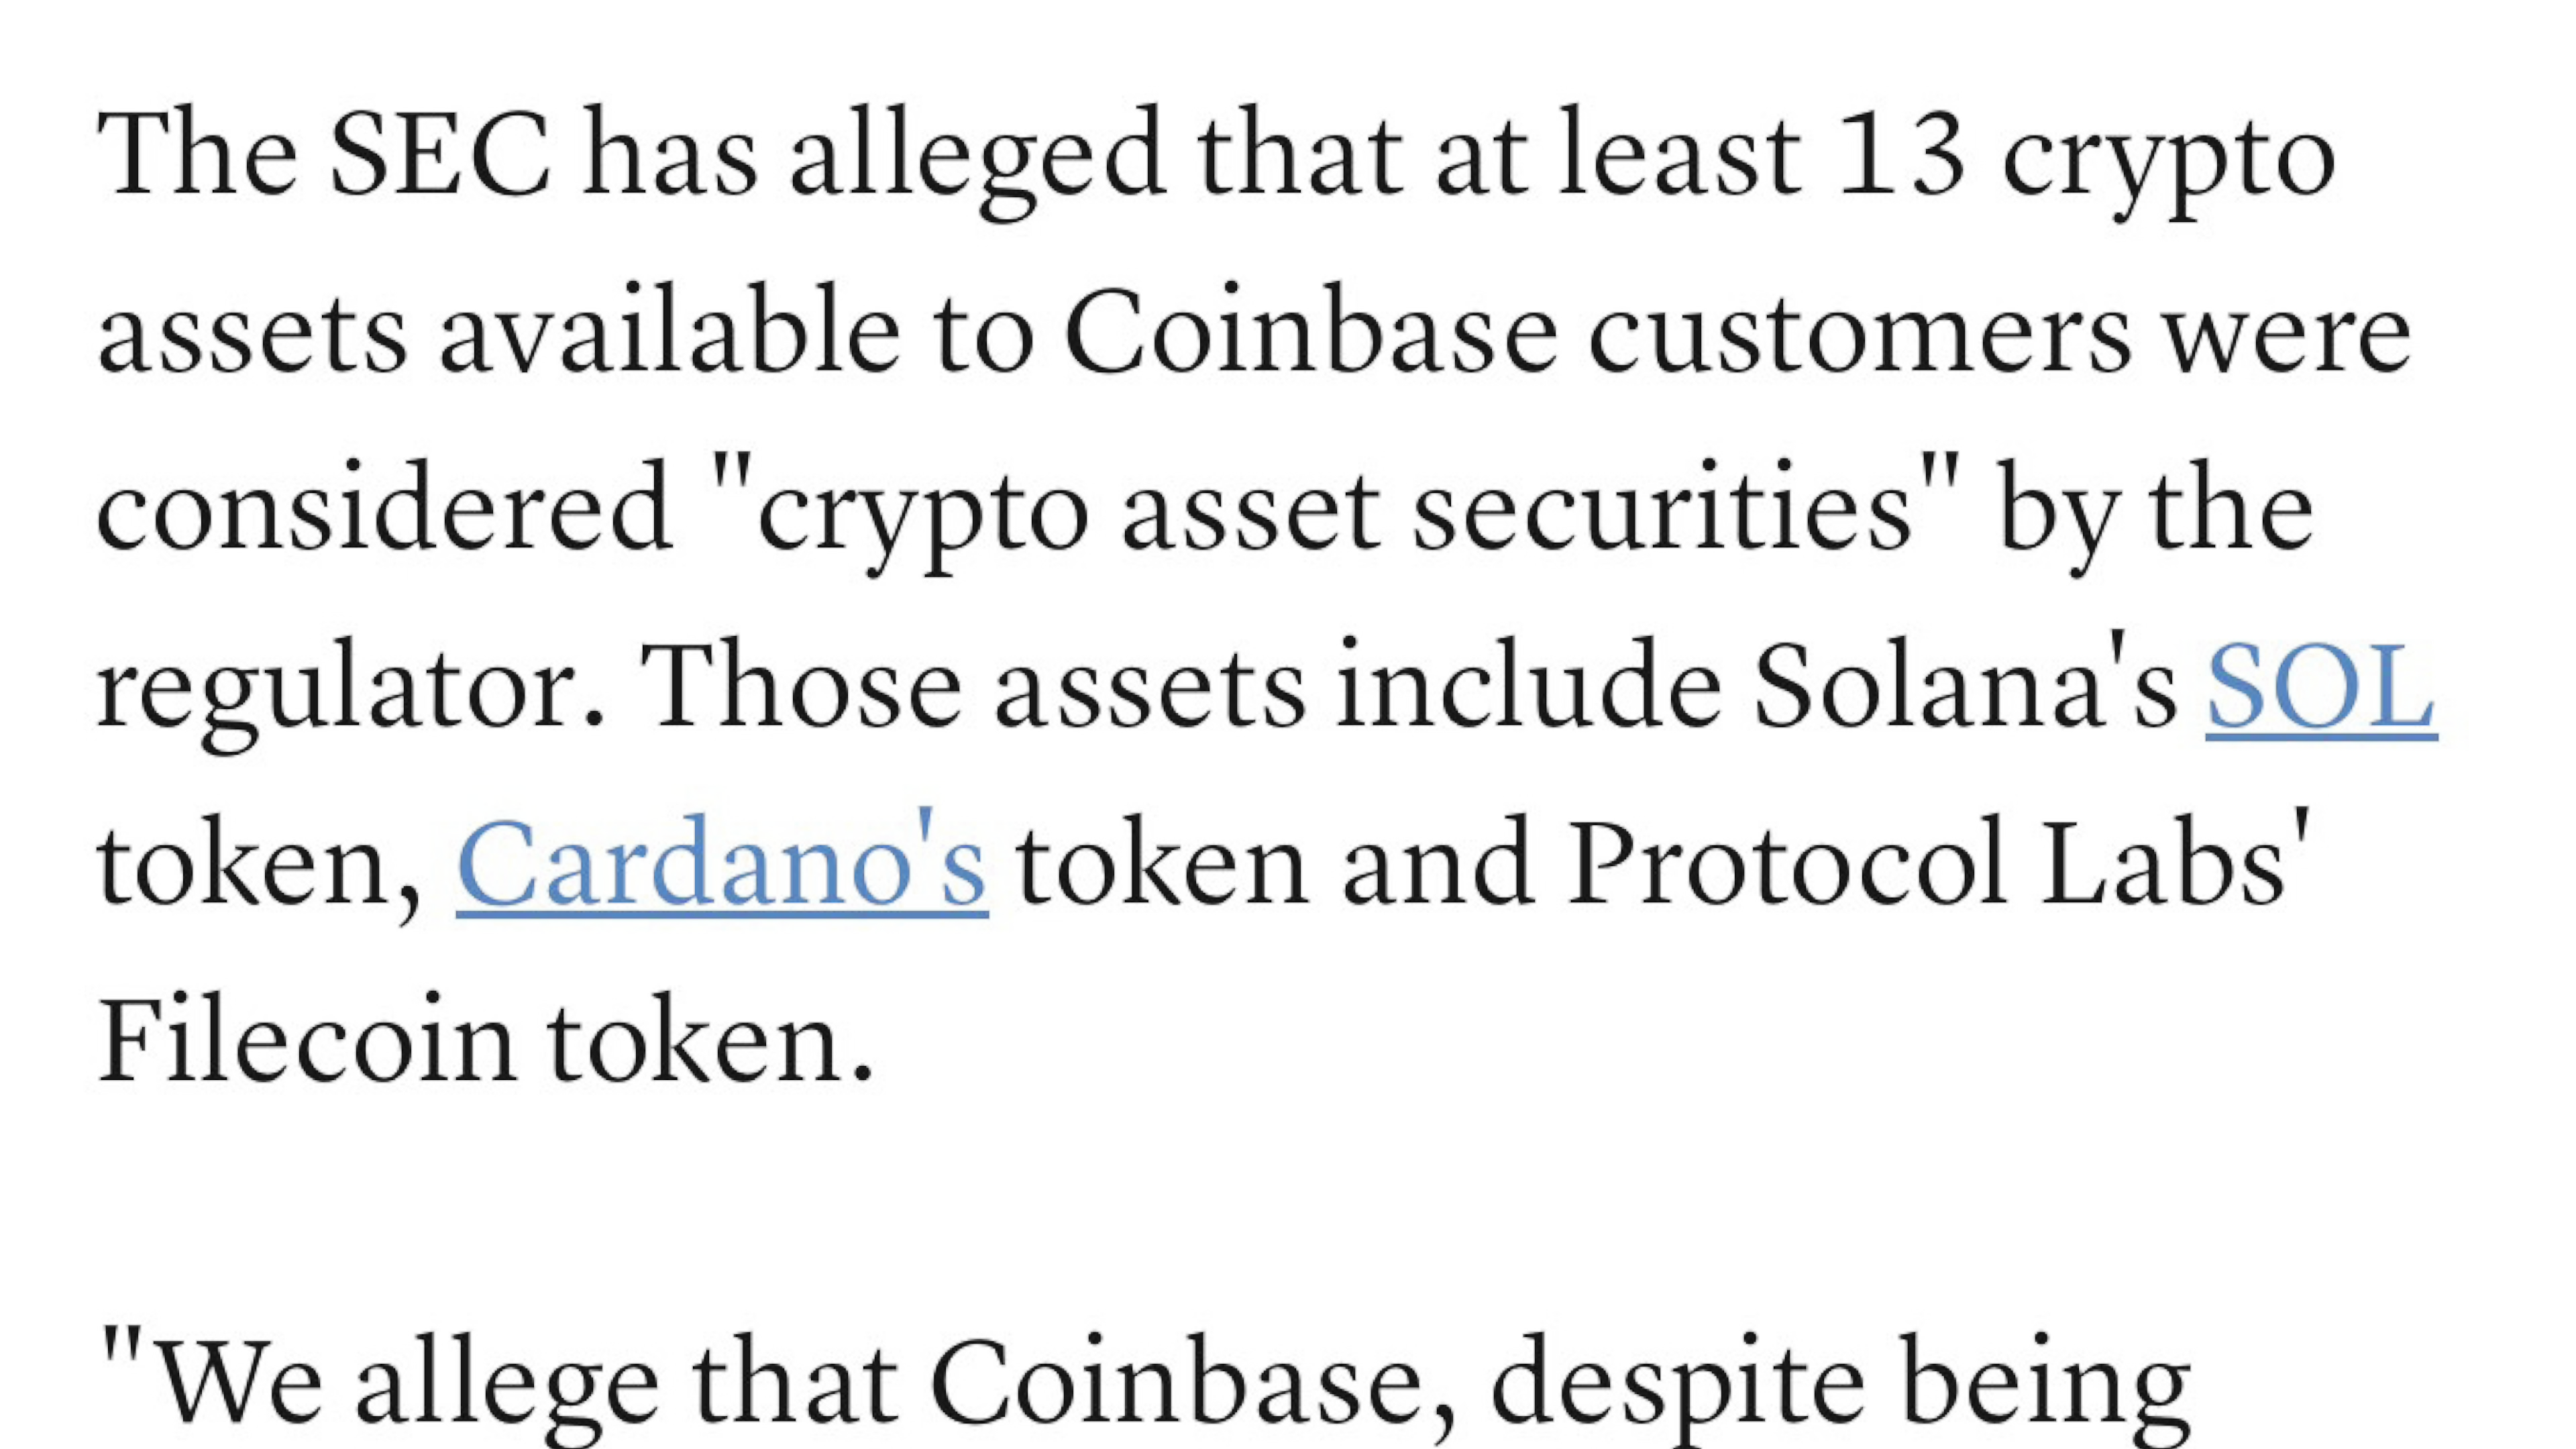 The SEC has alleged that at least 13 crypto
assets available to Coinbase customers were
considered "crypto asset securities" by the
regulator. Those assets include Solana's SOL
token, Cardano's token and Protocol Labs'
Filecoin token.
"We allege that Coinbase, despite being